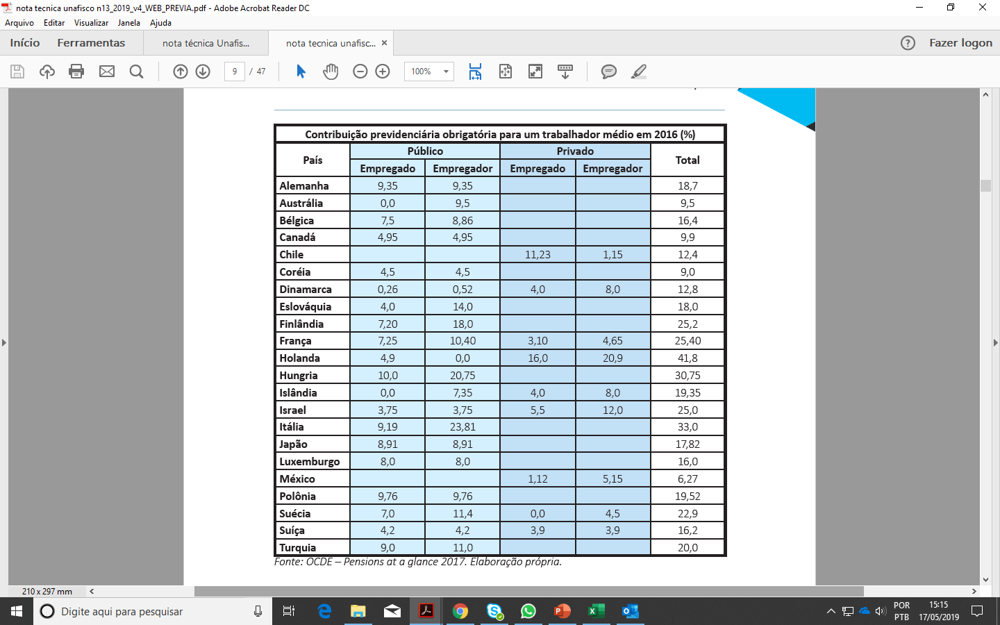 nota tecnica unafisco n13_2019_v4_WEB_PREVIA.pdf - Adobe Acrobat Reader DC
Arquivo Editar Visualizar Janela Ajuda
Início Ferramentas nota técnica Unafis... nota tecnica unafisc... × ? Fazer logon
9 / 47 100%
Contribuição previdenciária obrigatória para um trabalhador médio em 2016 (%)
País Público Privado Total
Empregado Empregador Empregado Empregador
Alemanha 9,35 9,35 18,7
Austrália 0,0 9,5 9,5
Bélgica 7,5 8,86 16,4
Canadá 4,95 4,95 9,9
Chile 11,23 1,15 12,4
Coréia 4,5 4,5 9,0
Dinamarca 0,26 0,52 4,0 8,0 12,8
Eslováquia 4,0 14,0 18,0
Finlândia 7,20 18,0 25,2
França 7,25 10,40 3,10 4,65 25,40
Holanda 4,9 0,0 16,0 20,9 41,8
Hungria 10,0 20,75 30,75
Islândia 0,0 7,35 4,0 8,0 19,35
Israel 3,75 3,75 5,5 12,0 25,0
Itália 9,19 23,81 33,0
Japão 8,91 8,91 17,82
Luxemburgo 8,0 8,0 16,0
México 1,12 5,15 6,27
Polônia 9,76 9,76 19,52
Suécia 7,0 11,4 0,0 4,5 22,9
Suíça 4,2 4,2 3,9 3,9 16,2
Turquia 9,0 11,0 20,0
Fonte: OCDE – Pensions at a glance 2017. Elaboração própria.
210 x 297 mm
Digite aqui para pesquisar
POR 15:15
PTB 17/05/2019